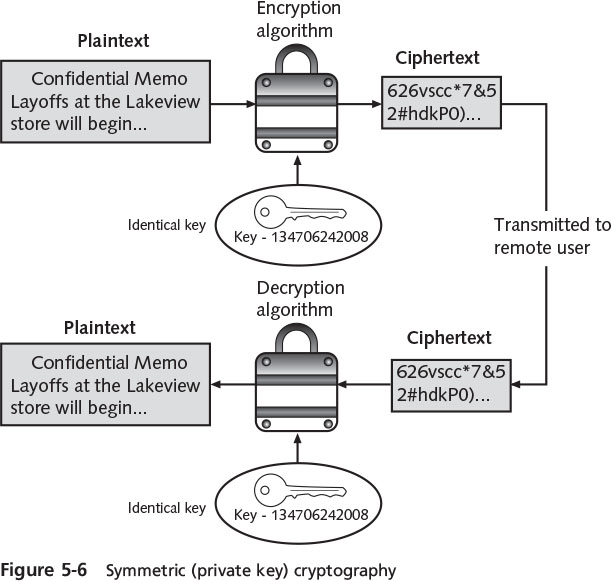 Encryption
algorithm
Plaintext
Ciphertext
Confidential Memo
Layoffs at the Lakeview
store will begin...
626vscc*7&5
2#hdkP0)...
Identical key
Key - 134706242008
Transmitted to
remote user
Decryption
algorithm
Plaintext
Ciphertext
Confidential Memo
Layoffs at the Lakeview
store will begin...
626vscc*7&5
2#hdkP0)...
Identical key
Key - 134706242008
Figure 5-6 Symmetric (private key) cryptography